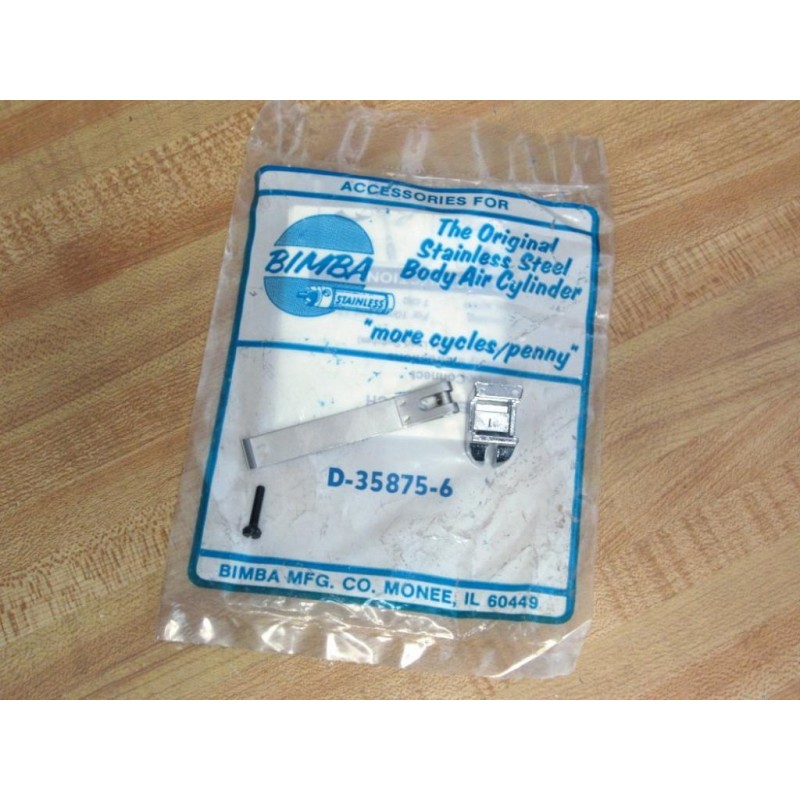 ACCESSORIES FOR
BIMBA
STAINLESS
The Original
Stainless Steel
Body Air Cylinder
"more cycles/penny"
D-35875-6
BIMBA MFG. CO. MONEE, IL 60449